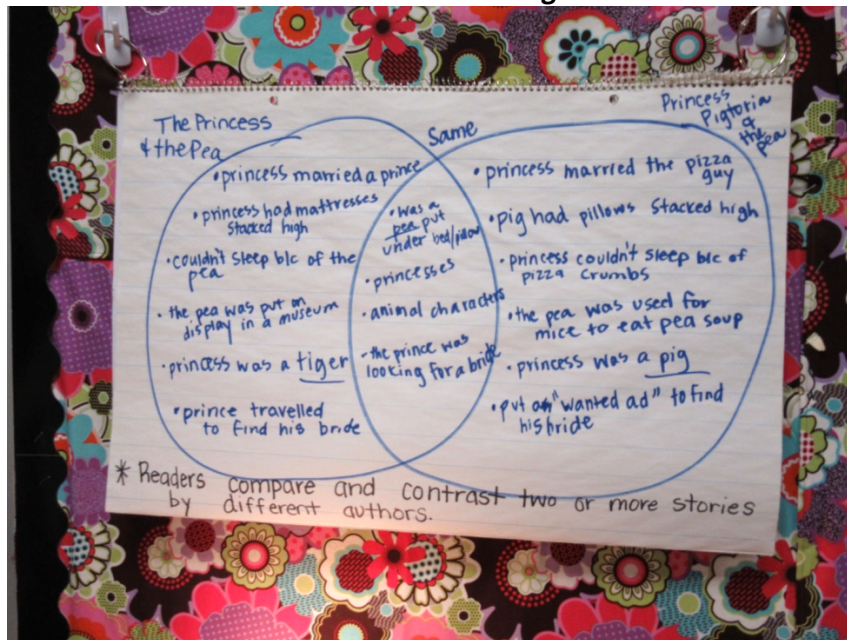 The Princess
& the Pea
Same
Princess
Pigtoria
&
the
pea
• princess married a prince
• princess had mattresses
stacked high
• couldn't sleep b/c of the
pea
• the pea was put on
display in a museum
• princess was a tiger
• prince travelled
to find his bride
• was a
pea put
under bed/pillow
• princesses
• animal characters
• the prince was
looking for a bride
• princess married the pizza
guy
• pig had pillows stacked high
• princess couldn't sleep b/c of
pizza crumbs
• the pea was used for
mice to eat pea soup
• princess was a pig
• put an "wanted ad" to find
his bride
* Readers compare and contrast two or more stories
by different authors.